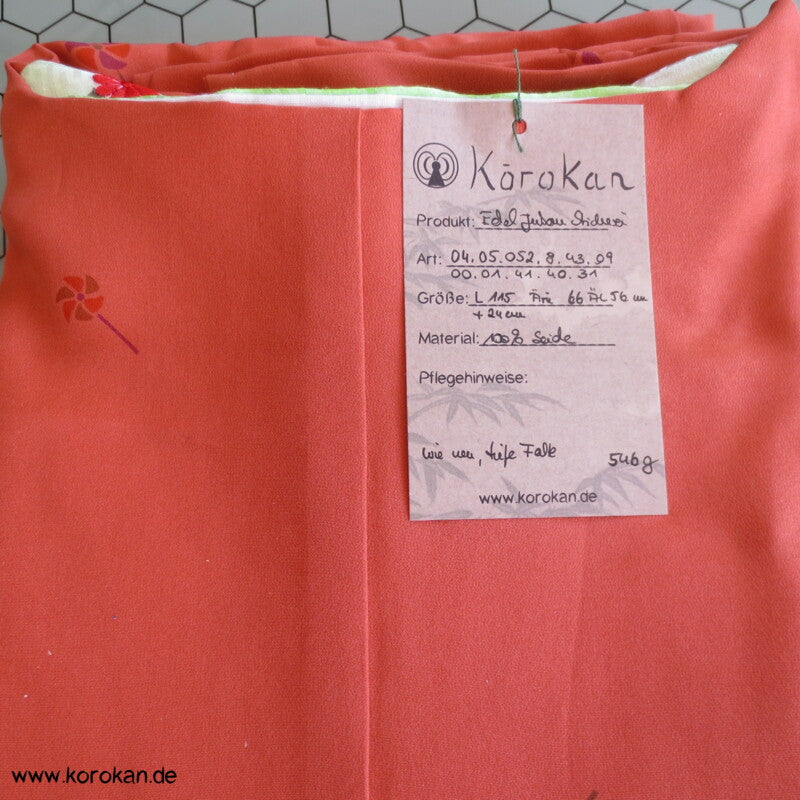 Kōrokan
Produkt: Edel Juban Shidoezi
Art: 04.05.052.8.43.09
00.01.41.40.31
Größe: L 115 Ärm 66 ÄL 56 cm
+ 24 cm
Material: 100% Seide
Pflegehinweise:
wie neu, tiefe Falte
546 g
www.korokan.de
www.korokan.de